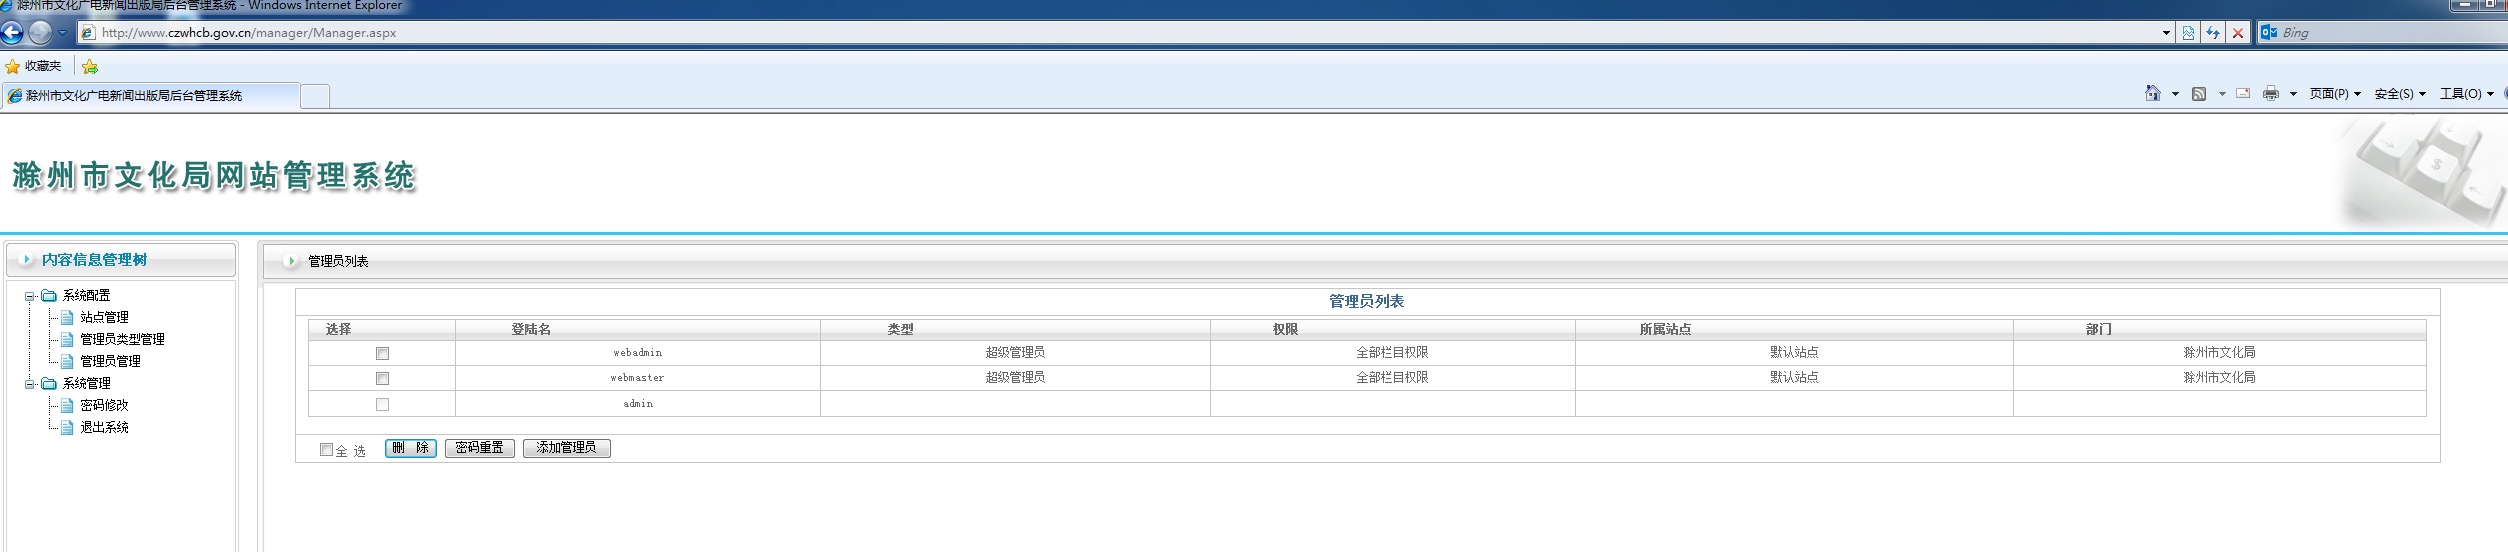 滁州市文化广电新闻出版局后台管理系统 - Windows Internet Explorer
http://www.czwhcb.gov.cn/manager/Manager.aspx
Bing
收藏夹
滁州市文化广电新闻出版局后台管理系统
页面(P) 安全(S) 工具(O)
滁州市文化局网站管理系统
内容信息管理树
系统配置
站点管理
管理员类型管理
管理员管理
系统管理
密码修改
退出系统
管理员列表
管理员列表
选择 登陆名 类型 权限 所属站点 部门
webadmin 超级管理员 全部栏目权限 默认站点 滁州市文化局
webmaster 超级管理员 全部栏目权限 默认站点 滁州市文化局
admin
全 选 删 除 密码重置 添加管理员